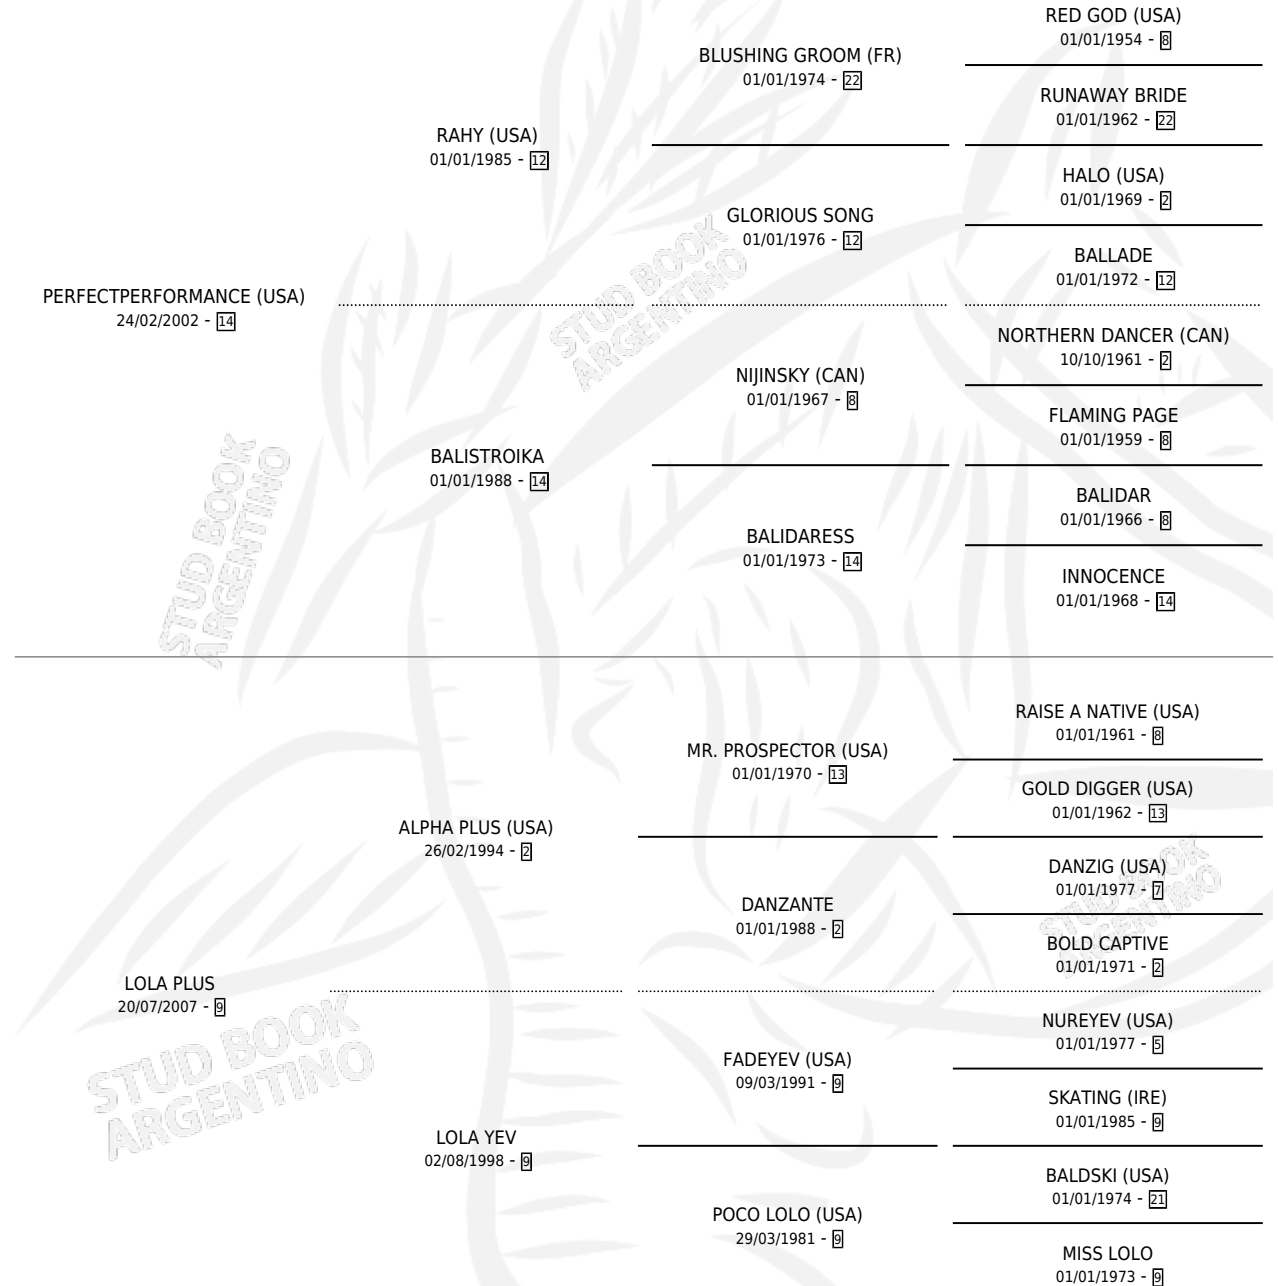 RED GOD (USA)
01/01/1954 - 8
BLUSHING GROOM (FR)
01/01/1974 - 22
RUNAWAY BRIDE
01/01/1962 - 22
RAHY (USA)
01/01/1985 - 12
HALO (USA)
01/01/1969 - 2
GLORIOUS SONG
01/01/1976 - 12
BALLADE
01/01/1972 - 12
PERFECTPERFORMANCE (USA)
24/02/2002 - 14
NORTHERN DANCER (CAN)
10/10/1961 - 2
NIJINSKY (CAN)
01/01/1967 - 8
FLAMING PAGE
01/01/1959 - 8
BALISTROIKA
01/01/1988 - 14
BALIDAR
01/01/1966 - 8
BALIDARESS
01/01/1973 - 14
INNOCENCE
01/01/1968 - 14
STUD BOOK
ARGENTINO
STUD BOOK
ARGENTINO
RAISE A NATIVE (USA)
01/01/1961 - 8
MR. PROSPECTOR (USA)
01/01/1970 - 13
GOLD DIGGER (USA)
01/01/1962 - 13
ALPHA PLUS (USA)
26/02/1994 - 2
DANZIG (USA)
01/01/1977 - 7
DANZANTE
01/01/1988 - 2
BOLD CAPTIVE
01/01/1971 - 2
LOLA PLUS
20/07/2007 - 9
NUREYEV (USA)
01/01/1977 - 5
FADEYEV (USA)
09/03/1991 - 9
SKATING (IRE)
01/01/1985 - 9
LOLA YEV
02/08/1998 - 9
BALDSKI (USA)
01/01/1974 - 21
POCO LOLO (USA)
29/03/1981 - 9
MISS LOLO
01/01/1973 - 9
STUD BOOK
ARGENTINO
STUD BOOK
ARGENTINO